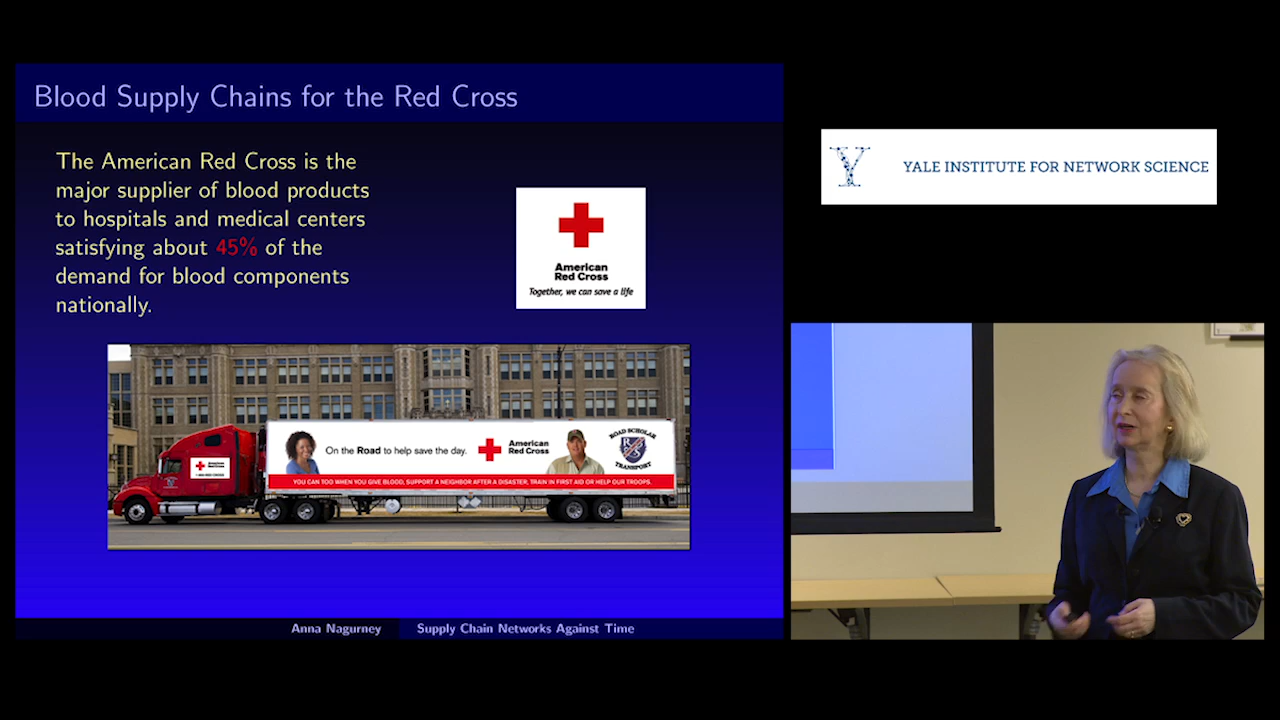 Blood Supply Chains for the Red Cross
The American Red Cross is the
major supplier of blood products
to hospitals and medical centers
satisfying about 45% of the
demand for blood components
nationally.
American
Red Cross
Together, we can save a life
On the Road to help save the day.
American
Red Cross
ROAD SCHOLAR
R S
TRANSPORT
YOU CAN TOO WHEN YOU GIVE BLOOD, SUPPORT A NEIGHBOR AFTER A DISASTER, TRAIN IN FIRST AID OR HELP OUR TROOPS.
Anna Nagurney
Supply Chain Networks Against Time
Y
YALE INSTITUTE FOR NETWORK SCIENCE